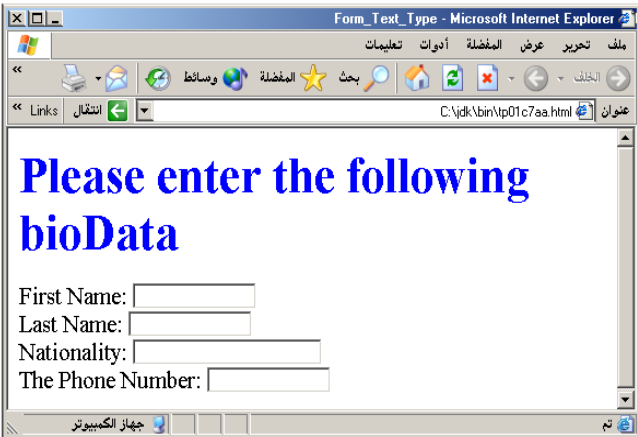 Form_Text_Type - Microsoft Internet Explorer
ملف تحرير عرض المفضلة أدوات تعليمات
الخلف بحث المفضلة وسائط »
عنوان C:\jdk\bin\tp01c7aa.html انتقال Links »
Please enter the following
bioData
First Name:
Last Name:
Nationality:
The Phone Number:
تم جهاز الكمبيوتر